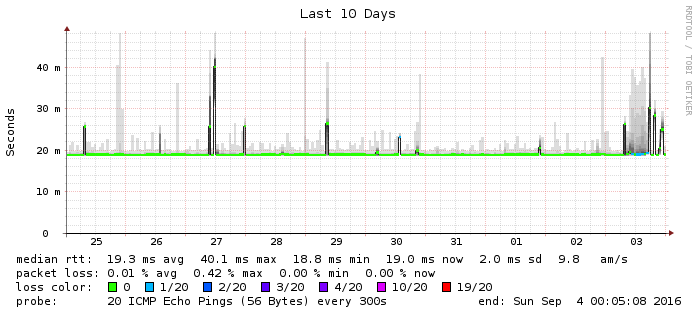 Last 10 Days
RRDTOOL / TOBI OETIKER
Seconds
40 m
30 m
20 m
10 m
0
25 26 27 28 29 30 31 01 02 03
median rtt: 19.3 ms avg 40.1 ms max 18.8 ms min 19.0 ms now 2.0 ms sd 9.8 am/s
packet loss: 0.01 % avg 0.42 % max 0.00 % min 0.00 % now
loss color: 0 1/20 2/20 3/20 4/20 10/20 19/20
probe: 20 ICMP Echo Pings (56 Bytes) every 300s end: Sun Sep 4 00:05:08 2016